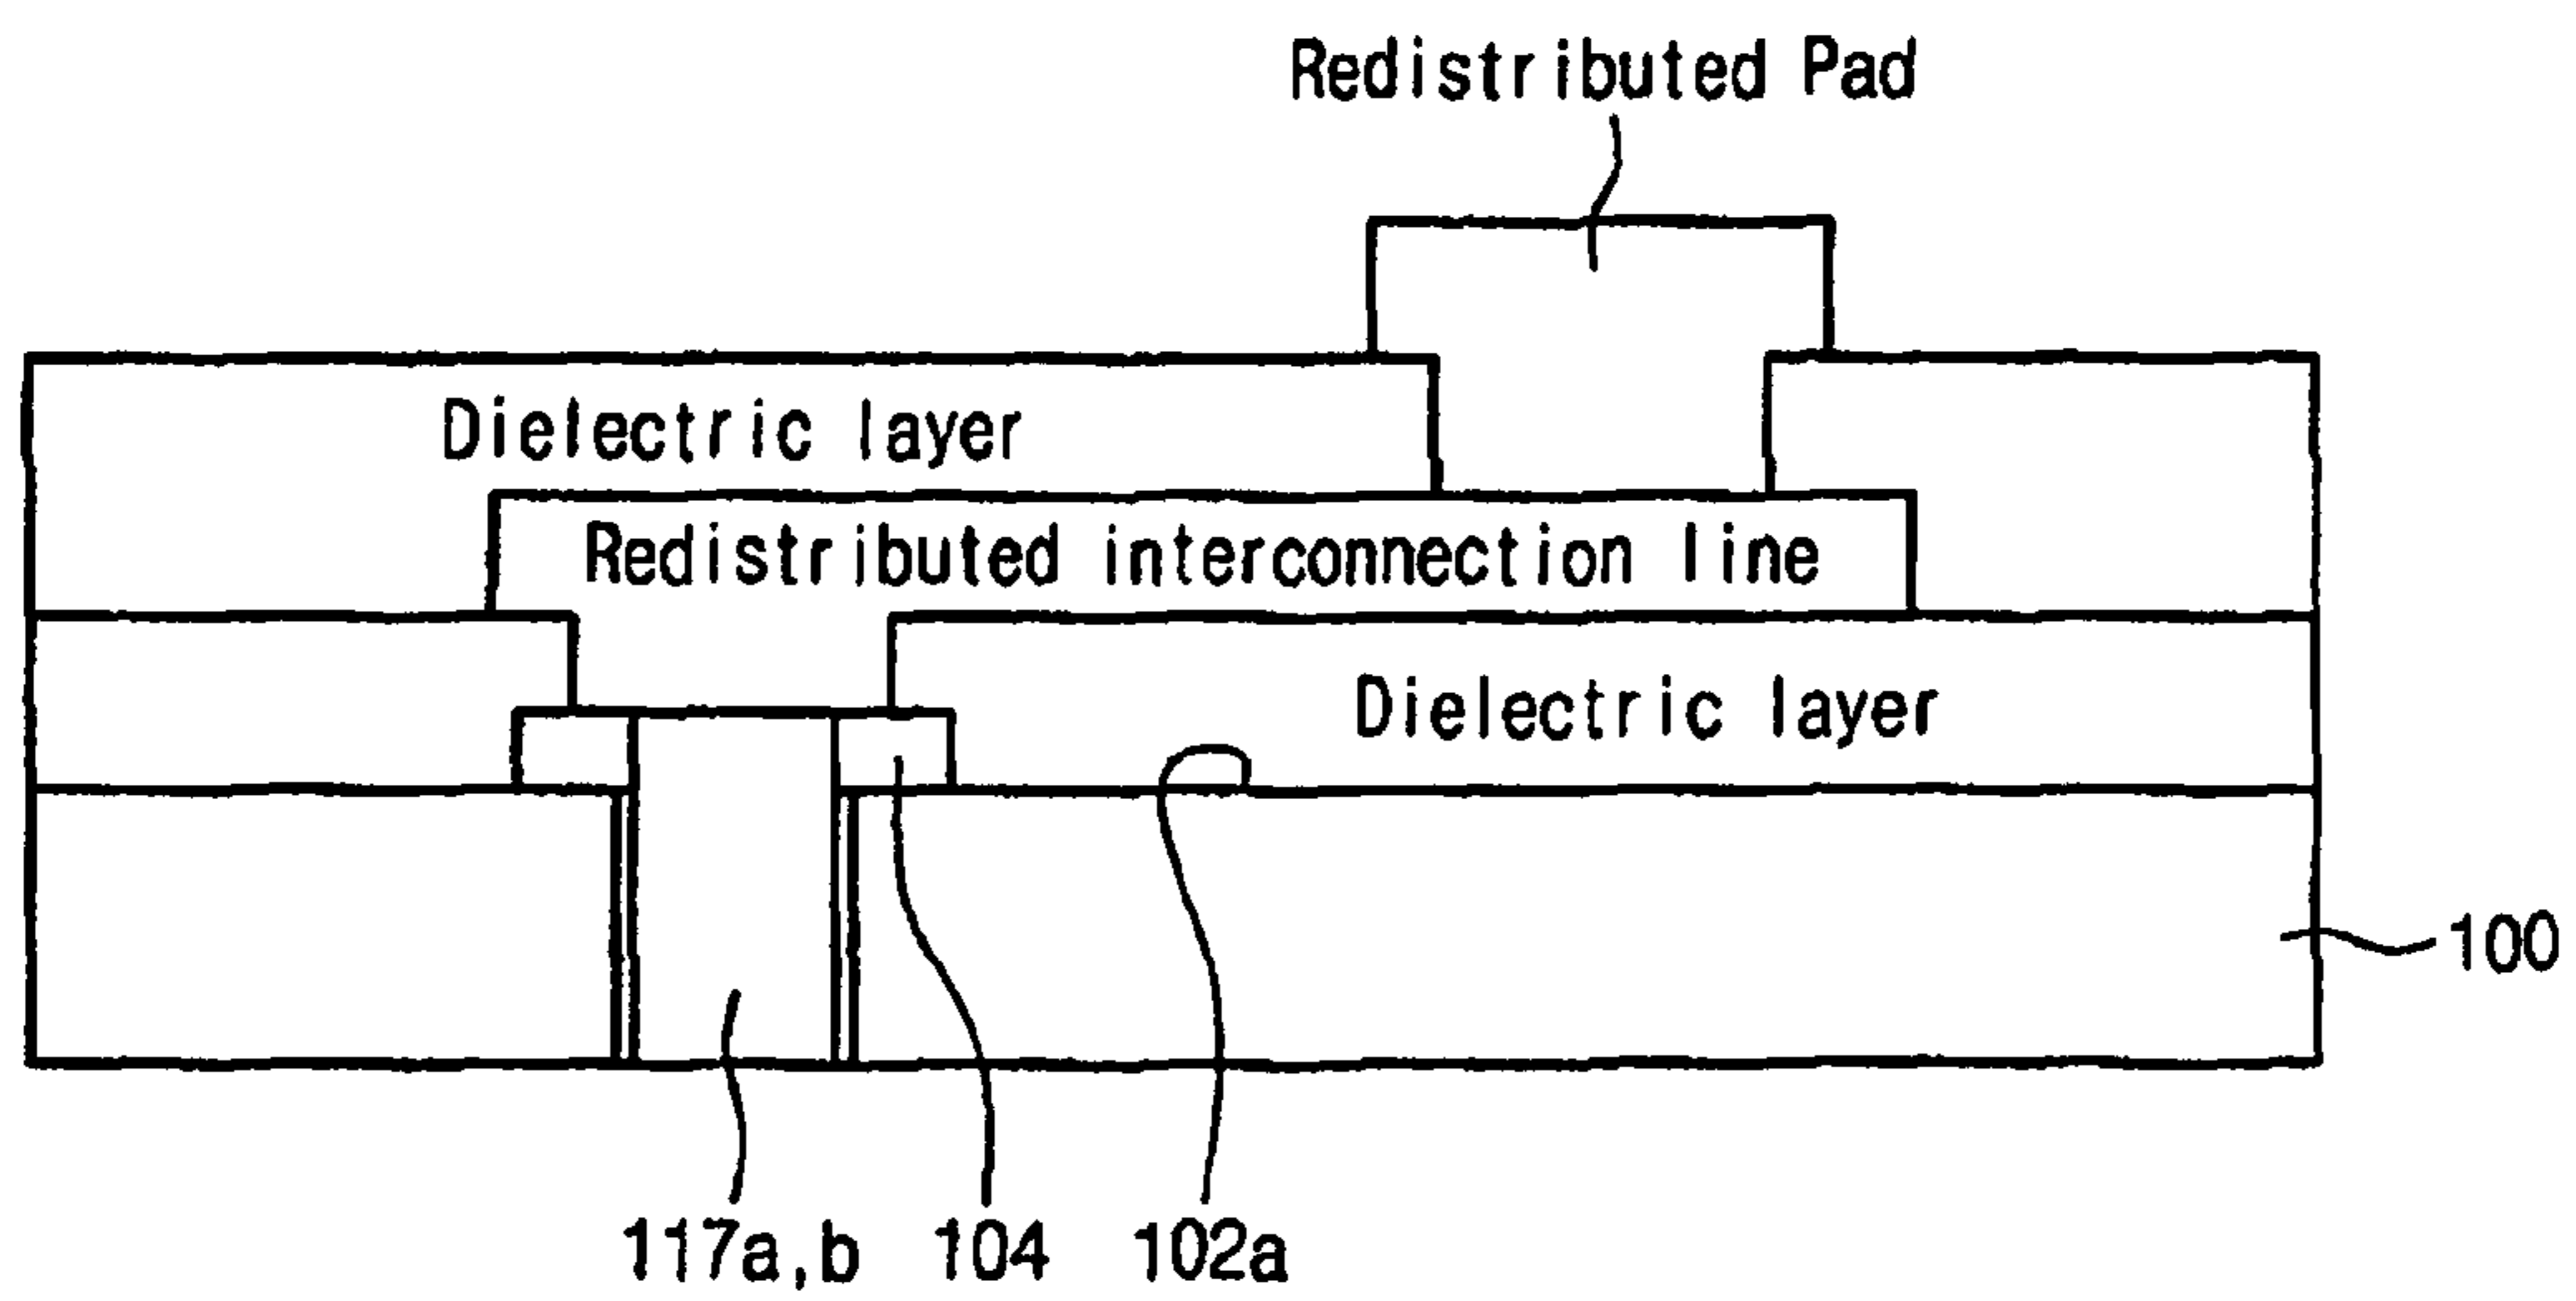 Redistributed Pad
Dielectric layer
Redistributed interconnection line
Dielectric layer
100
117a,b 104 102a